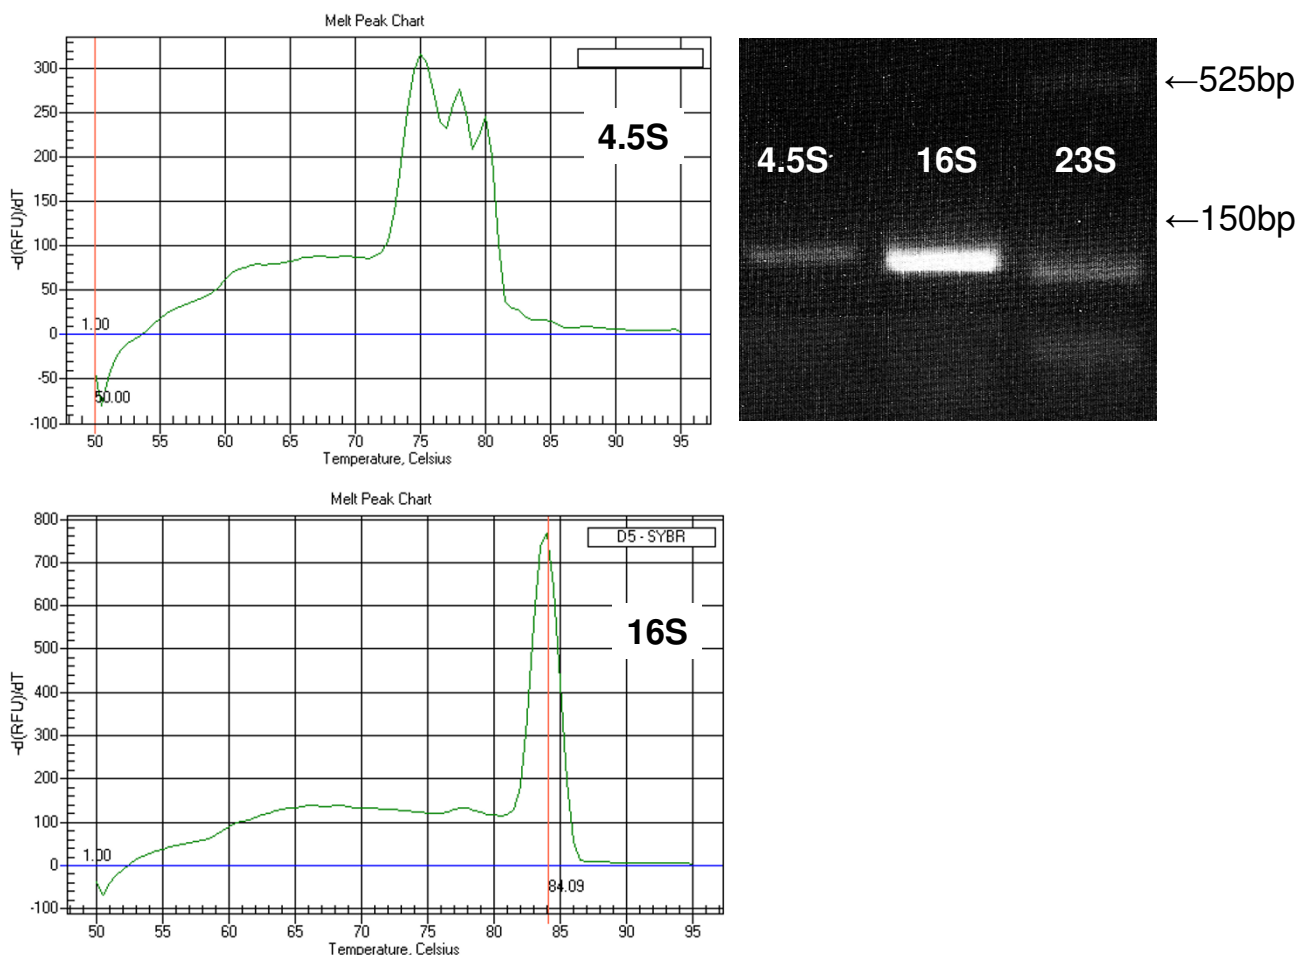 Melt Peak Chart
300
250
200
150
100
50
0
-50
-100
-d(RFU)/dT
4.5S
1.00
50.00
50 55 60 65 70 75 80 85 90 95
Temperature, Celsius
4.5S 16S 23S
←525bp
←150bp
Melt Peak Chart
800
700
600
500
400
300
200
100
0
-100
-d(RFU)/dT
D5 - SYBR
16S
1.00
84.09
50 55 60 65 70 75 80 85 90 95
Temperature, Celsius